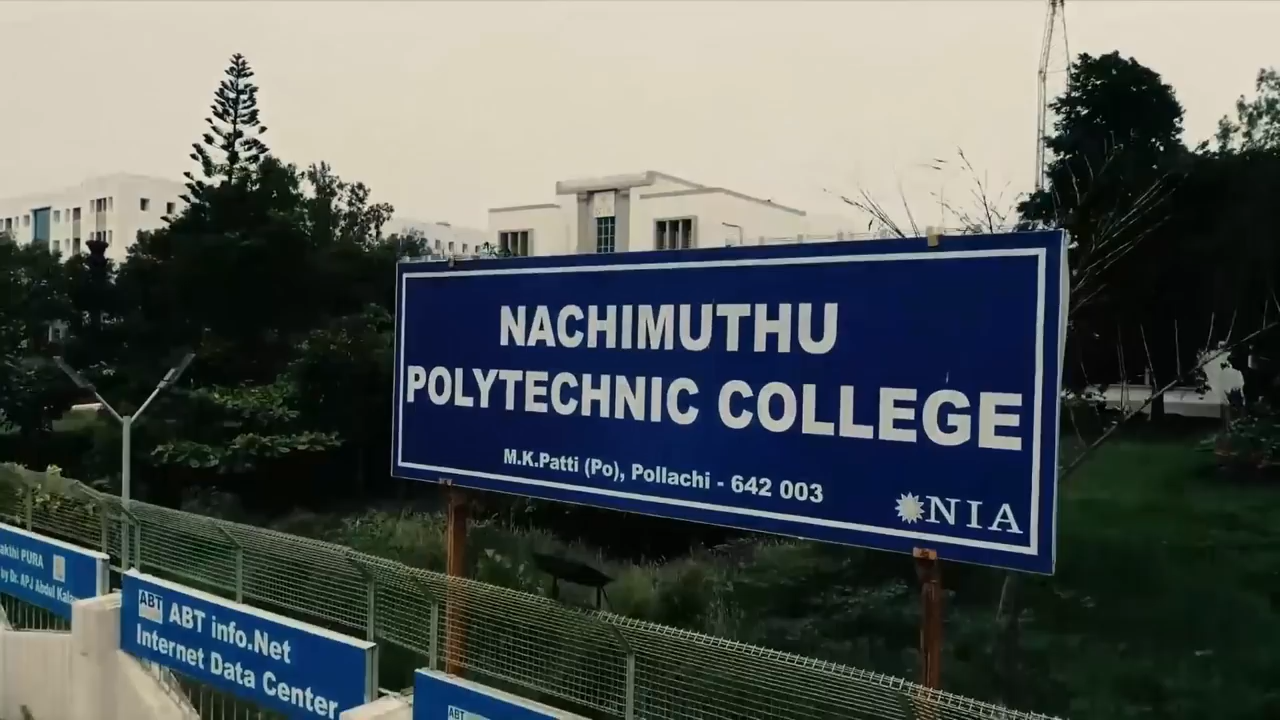 NACHIMUTHU
POLYTECHNIC COLLEGE
M.K.Patti (Po), Pollachi - 642 003
NIA
PURA
by Dr. APJ Abdul
ABT
ABT info.Net
Internet Data Center
ABT